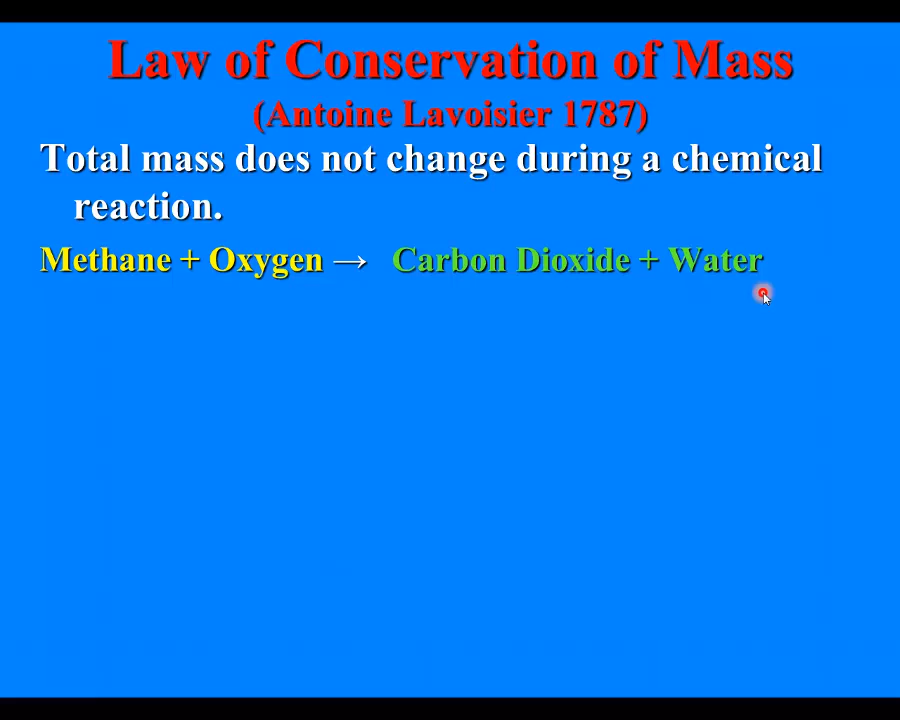 Law of Conservation of Mass
(Antoine Lavoisier 1787)
Total mass does not change during a chemical
reaction.
Methane + Oxygen → Carbon Dioxide + Water